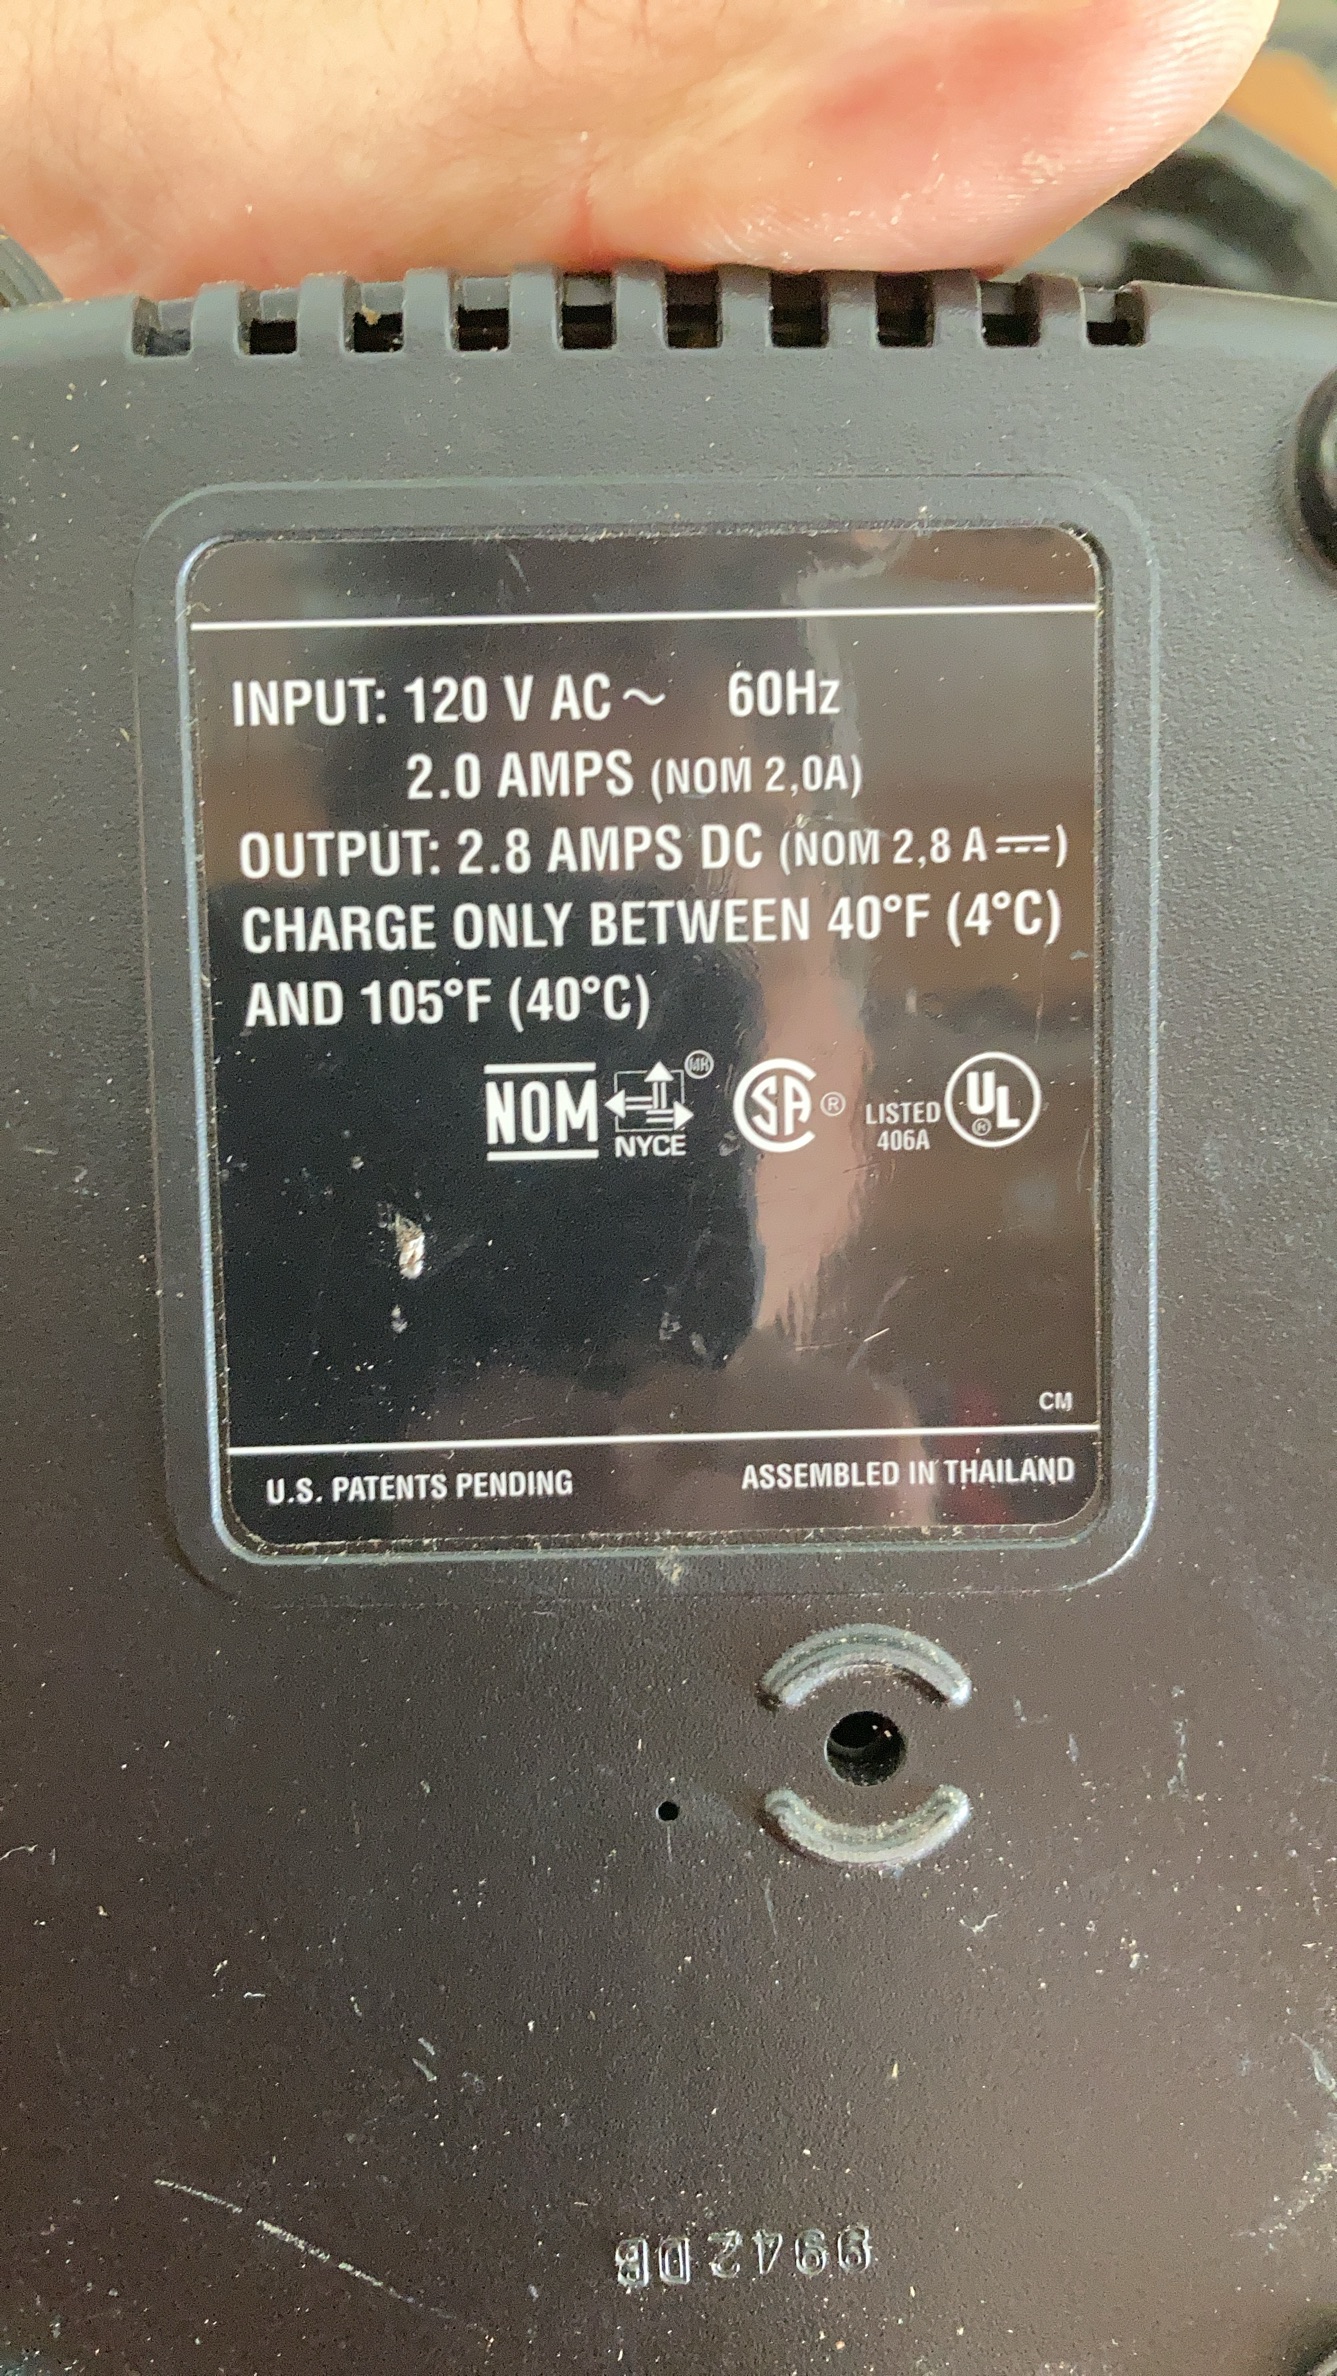 INPUT: 120 V AC ~ 60Hz
2.0 AMPS (NOM 2,0A)
OUTPUT: 2.8 AMPS DC (NOM 2,8 A ⎓)
CHARGE ONLY BETWEEN 40°F (4°C)
AND 105°F (40°C)
NOM NYCE MR SA ® LISTED 406A UL ®
CM
U.S. PATENTS PENDING ASSEMBLED IN THAILAND